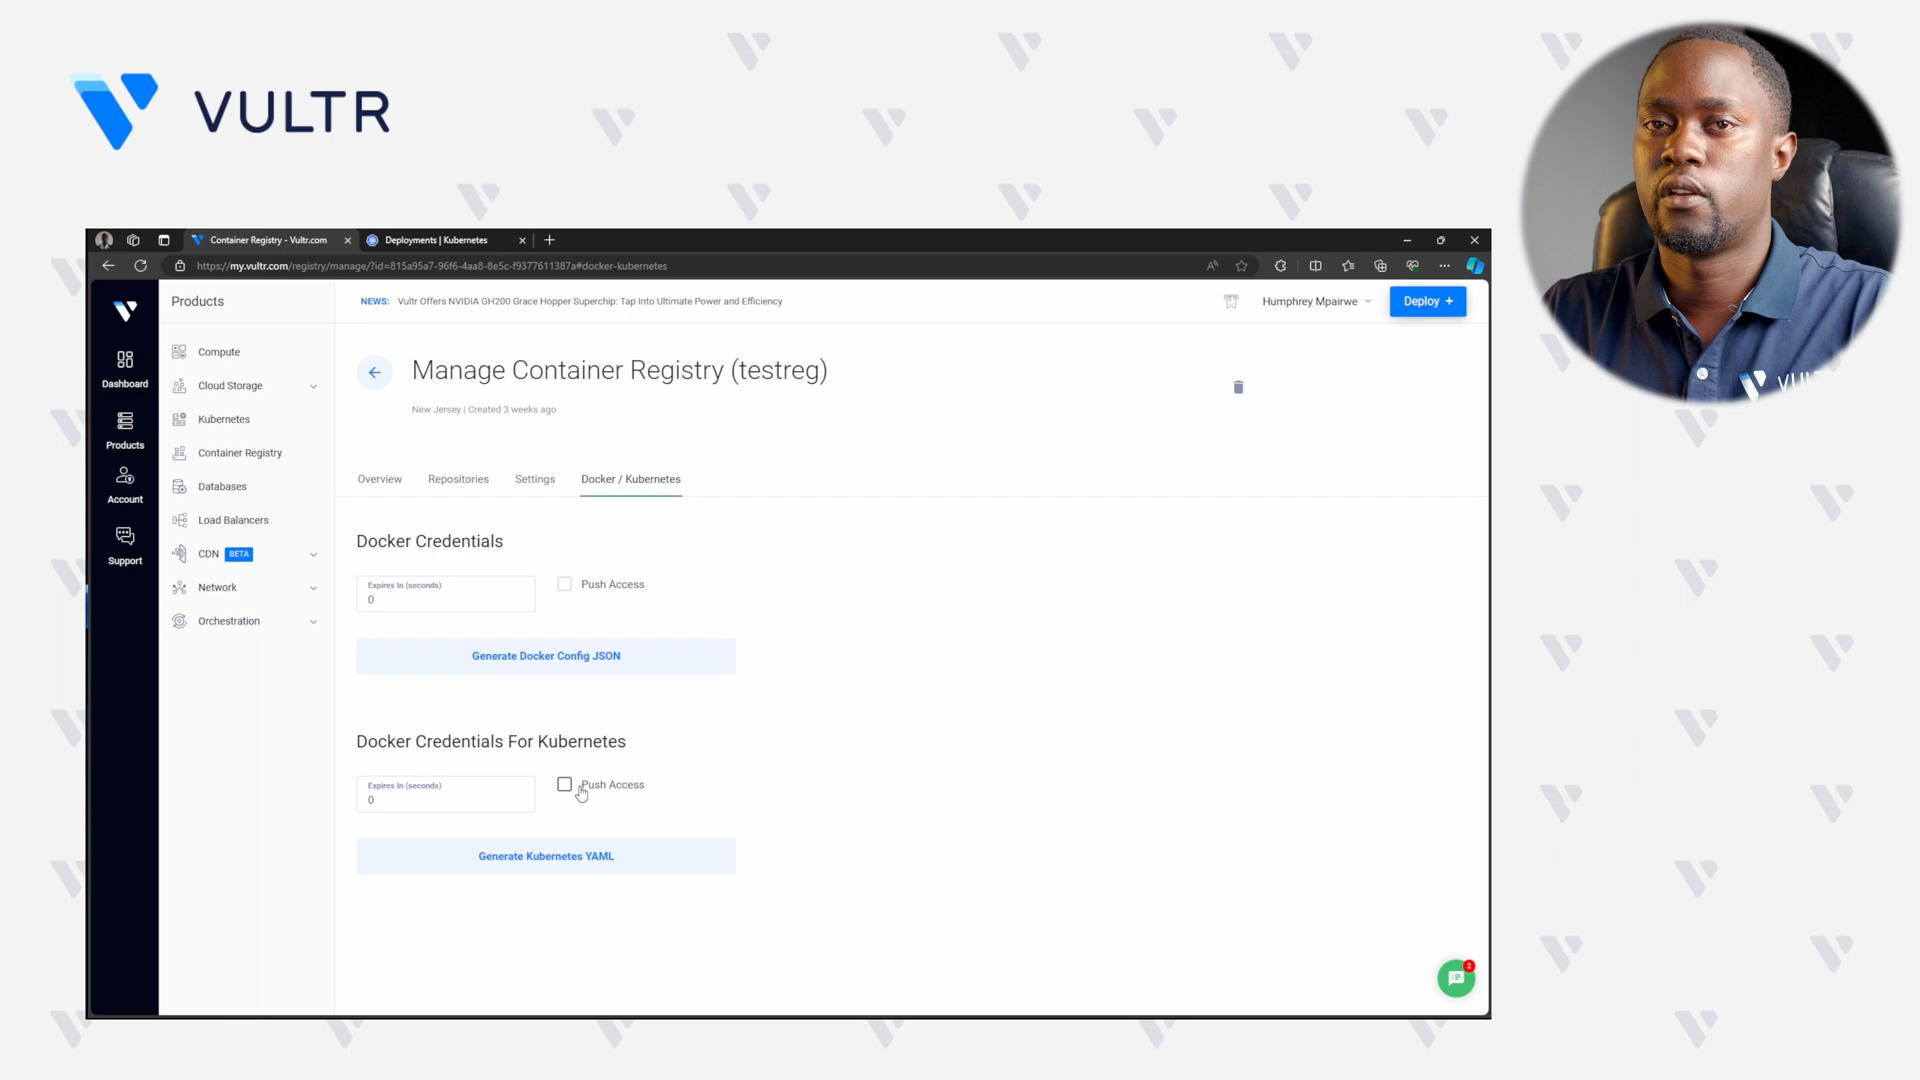 VULTR
Container Registry - Vultr.com
Deployments | Kubernetes
https://my.vultr.com/registry/manage/?id=815a95a7-96f6-4aa8-8e5c-f9377611387a#docker-kubernetes
Products
NEWS: Vultr Offers NVIDIA GH200 Grace Hopper Superchip: Tap Into Ultimate Power and Efficiency
Humphrey Mpairwe
Deploy +
Dashboard
Products
Account
Support
Compute
Cloud Storage
Kubernetes
Container Registry
Databases
Load Balancers
CDN BETA
Network
Orchestration
Manage Container Registry (testreg)
New Jersey | Created 3 weeks ago
Overview
Repositories
Settings
Docker / Kubernetes
Docker Credentials
Expires In (seconds)
0
Push Access
Generate Docker Config JSON
Docker Credentials For Kubernetes
Expires In (seconds)
0
Push Access
Generate Kubernetes YAML
2